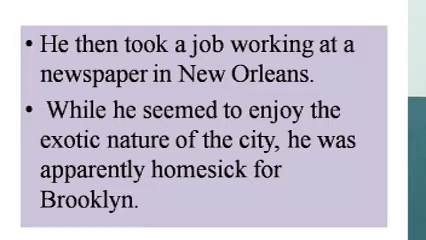 • He then took a job working at a
newspaper in New Orleans.
• While he seemed to enjoy the
exotic nature of the city, he was
apparently homesick for
Brooklyn.